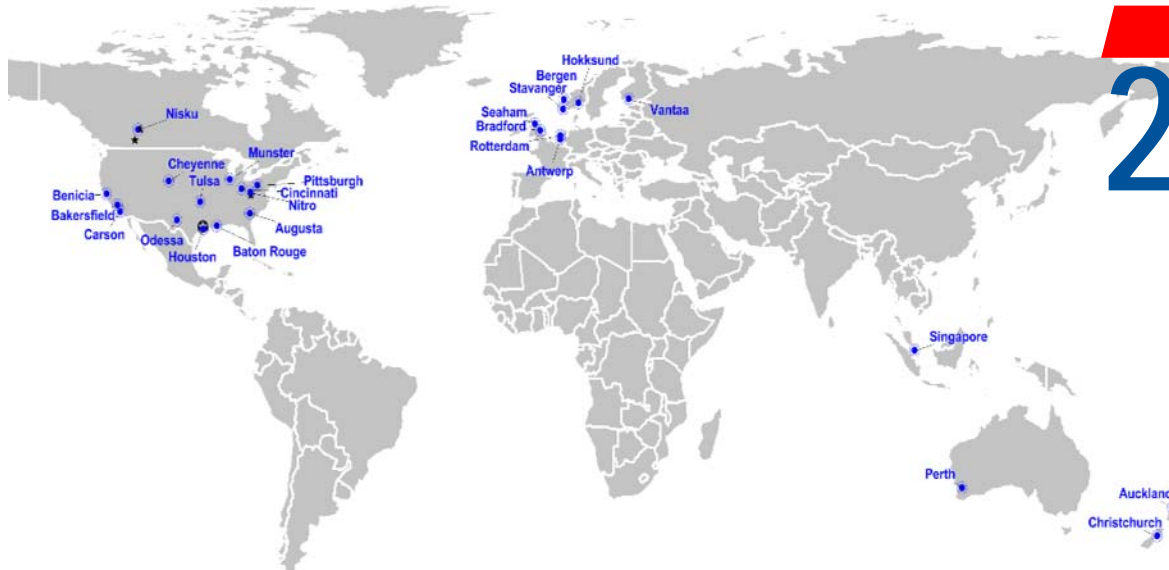 2
Hokksund
Bergen
Stavanger
Vantaa
Seaham
Bradford
Rotterdam
Antwerp
Nisku
Munster
Cheyenne
Tulsa
Pittsburgh
Cincinnati
Nitro
Benicia
Bakersfield
Carson
Augusta
Odessa
Baton Rouge
Houston
Singapore
Perth
Auckland
Christchurch